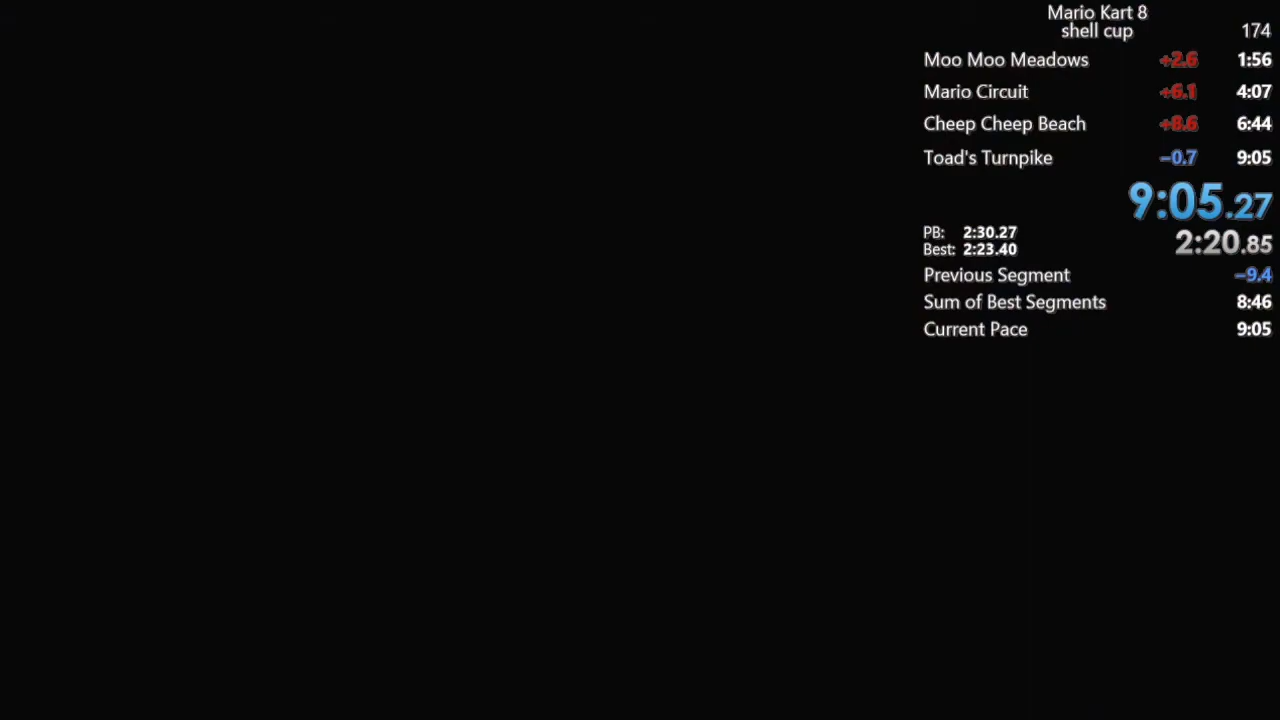 Mario Kart 8
shell cup 174
Moo Moo Meadows +2.6 1:56
Mario Circuit +6.1 4:07
Cheep Cheep Beach +8.6 6:44
Toad's Turnpike −0.7 9:05
9:05.27
PB: 2:30.27
Best: 2:23.40
2:20.85
Previous Segment −9.4
Sum of Best Segments 8:46
Current Pace 9:05